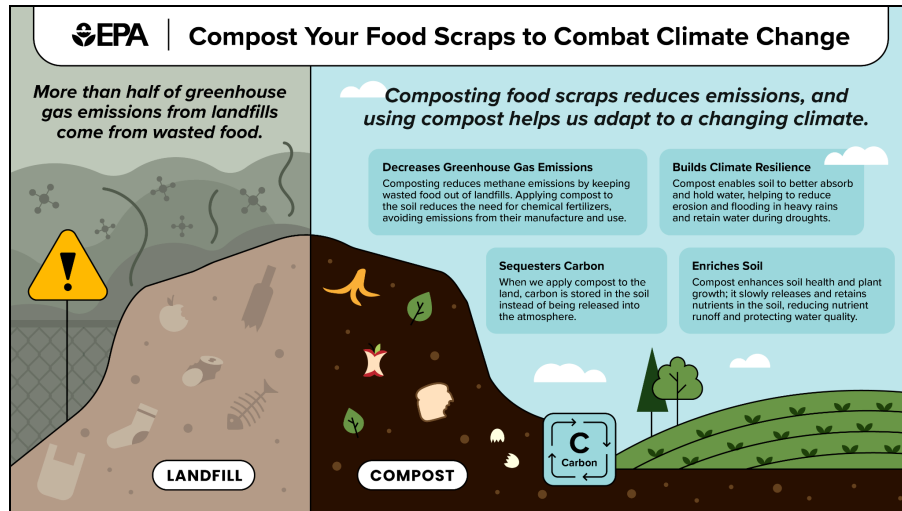 EPA
Compost Your Food Scraps to Combat Climate Change
More than half of greenhouse
gas emissions from landfills
come from wasted food.
Composting food scraps reduces emissions, and
using compost helps us adapt to a changing climate.
Decreases Greenhouse Gas Emissions
Composting reduces methane emissions by keeping
wasted food out of landfills. Applying compost to
the soil reduces the need for chemical fertilizers,
avoiding emissions from their manufacture and use.
Builds Climate Resilience
Compost enables soil to better absorb
and hold water, helping to reduce
erosion and flooding in heavy rains
and retain water during droughts.
Sequesters Carbon
When we apply compost to the
land, carbon is stored in the soil
instead of being released into
the atmosphere.
Enriches Soil
Compost enhances soil health and plant
growth; it slowly releases and retains
nutrients in the soil, reducing nutrient
runoff and protecting water quality.
!
C
Carbon
LANDFILL
COMPOST